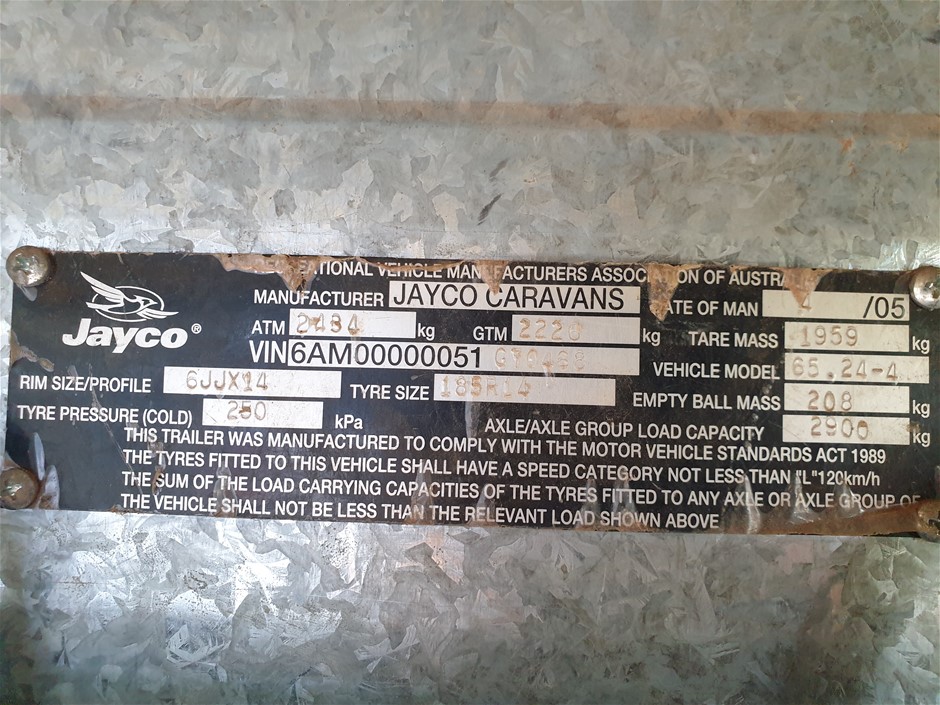 RECREATIONAL VEHICLE MANUFACTURERS ASSOCIATION OF AUSTRA
Jayco®
MANUFACTURER JAYCO CARAVANS DATE OF MAN 4 /05
ATM kg GTM 2220 kg TARE MASS 1959 kg
VIN 6AM00000051 VEHICLE MODEL 65.24-4
RIM SIZE/PROFILE 6JJX14 TYRE SIZE 185R14 EMPTY BALL MASS 208 kg
TYRE PRESSURE (COLD) 250 kPa AXLE/AXLE GROUP LOAD CAPACITY 2900 kg
THIS TRAILER WAS MANUFACTURED TO COMPLY WITH THE MOTOR VEHICLE STANDARDS ACT 1989
THE TYRES FITTED TO THIS VEHICLE SHALL HAVE A SPEED CATEGORY NOT LESS THAN "L"120km/h
THE SUM OF THE LOAD CARRYING CAPACITIES OF THE TYRES FITTED TO ANY AXLE OR AXLE GROUP OF
THE VEHICLE SHALL NOT BE LESS THAN THE RELEVANT LOAD SHOWN ABOVE